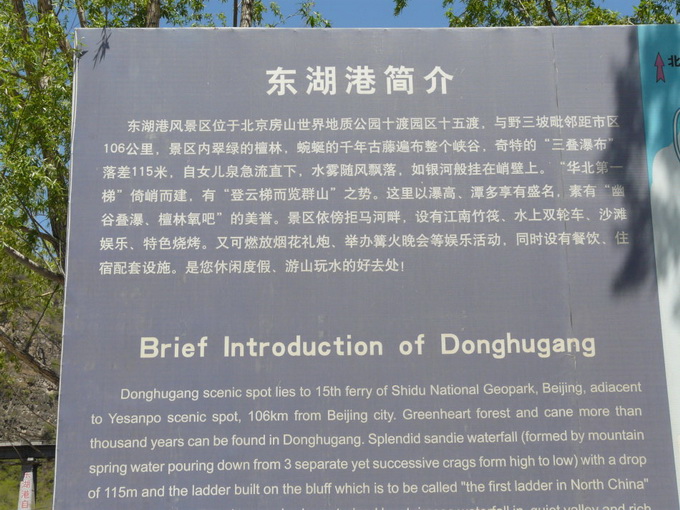 东湖港简介
东湖港风景区位于北京房山世界地质公园十渡园区十五渡，与野三坡毗邻距市区
106公里，景区内翠绿的檀林、蜿蜒的千年古藤遍布整个峡谷、奇特的“三叠瀑布”
落差115米，自女儿泉急流直下，水雾随风飘落，如银河般挂在峭壁上。“华北第一
梯”倚峭而建，有“登云梯而览群山”之势。这里以瀑高、潭多享有盛名，素有“幽
谷叠瀑、檀林氧吧”的美誉。景区依傍拒马河畔，设有江南竹筏、水上双轮车、沙滩
娱乐、特色烧烤。又可燃放烟花礼炮、举办篝火晚会等娱乐活动，同时设有餐饮、住
宿配套设施。是您休闲度假、游山玩水的好去处！
Brief Introduction of Donghugang
Donghugang scenic spot lies to 15th ferry of Shidu National Geopark, Beijing, adiacent
to Yesanpo scenic spot, 106km from Beijing city. Greenheart forest and cane more than
thousand years can be found in Donghugang. Splendid sandie waterfall (formed by mountain
spring water pouring down from 3 separate yet successive crags form high to low) with a drop
of 115m and the ladder built on the bluff which is to be called "the first ladder in North China"
北